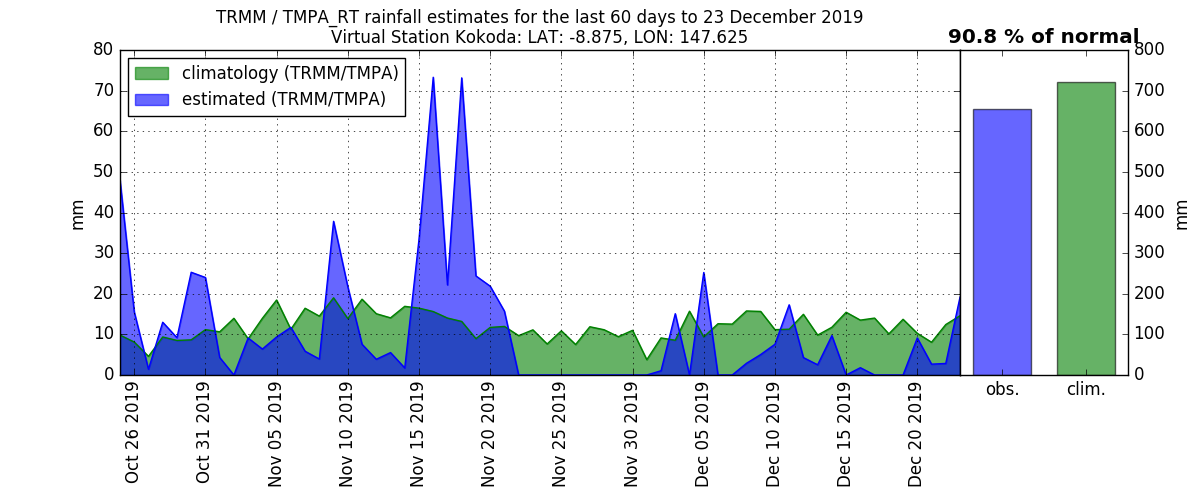 TRMM / TMPA_RT rainfall estimates for the last 60 days to 23 December 2019
Virtual Station Kokoda: LAT: -8.875, LON: 147.625
90.8 % of normal
climatology (TRMM/TMPA)
estimated (TRMM/TMPA)
mm
80
70
60
50
40
30
20
10
0
Oct 26 2019
Oct 31 2019
Nov 05 2019
Nov 10 2019
Nov 15 2019
Nov 20 2019
Nov 25 2019
Nov 30 2019
Dec 05 2019
Dec 10 2019
Dec 15 2019
Dec 20 2019
obs.
clim.
800
700
600
500
400
300
200
100
0
mm